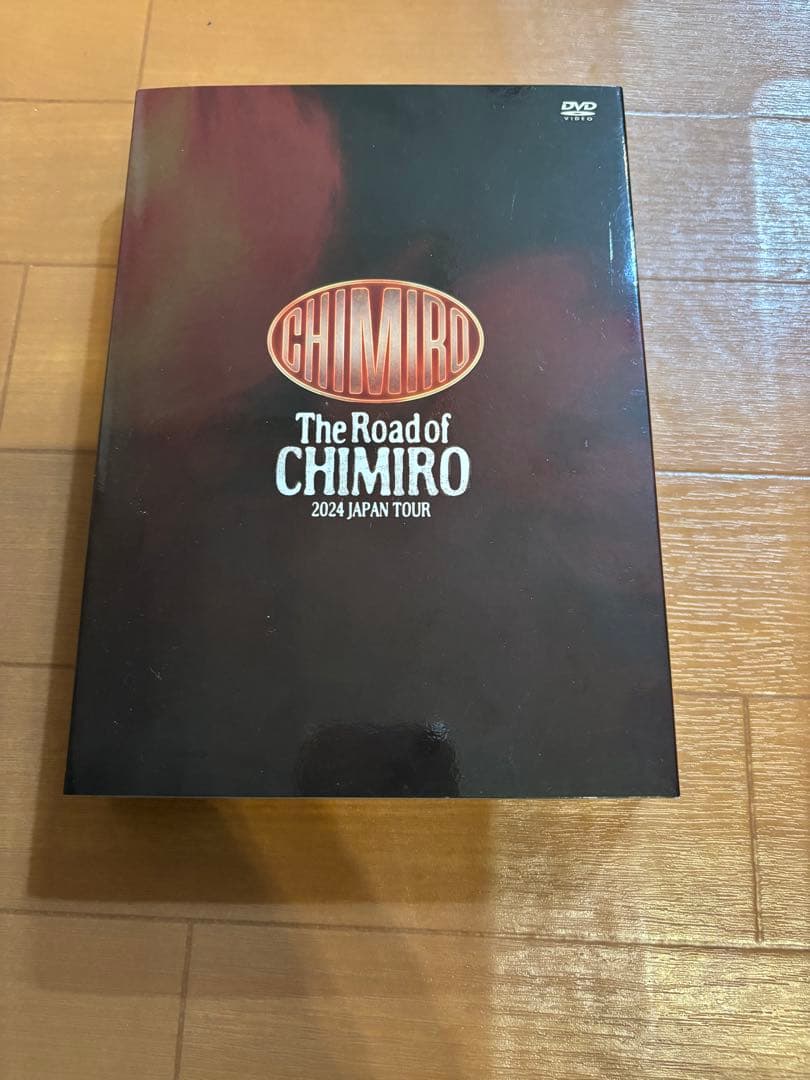 DVD
VIDEO
CHIMIRO
The Road of
CHIMIRO
2024 JAPAN TOUR